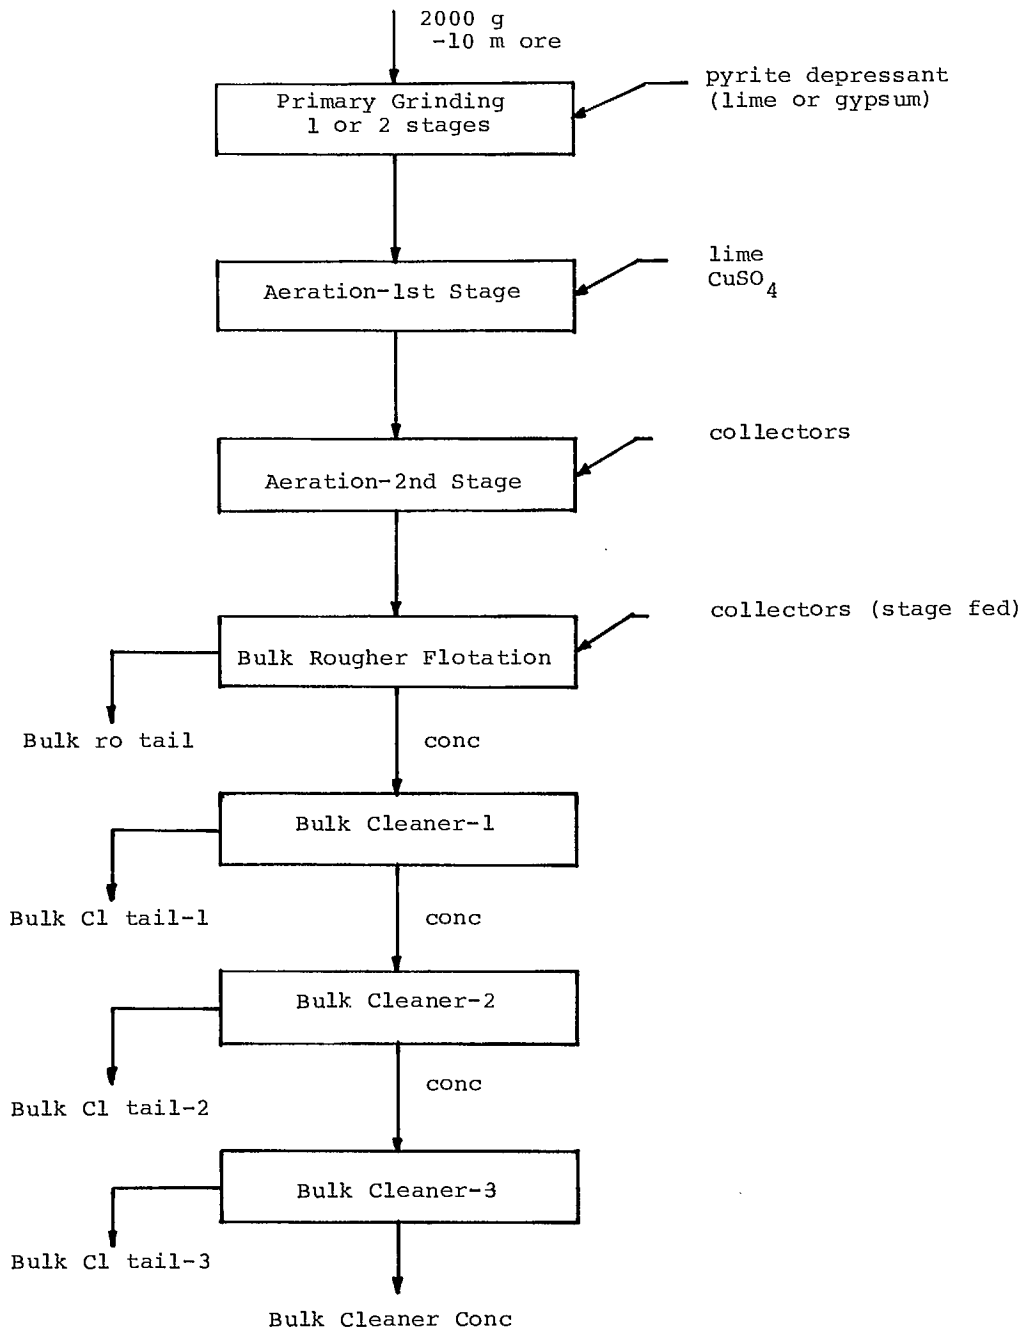 2000 g
-10 m ore
Primary Grinding
1 or 2 stages
pyrite depressant
(lime or gypsum)
Aeration-1st Stage
lime
CuSO4
Aeration-2nd Stage
collectors
Bulk Rougher Flotation
collectors (stage fed)
Bulk ro tail
conc
Bulk Cleaner-1
Bulk Cl tail-1
conc
Bulk Cleaner-2
Bulk Cl tail-2
conc
Bulk Cleaner-3
Bulk Cl tail-3
Bulk Cleaner Conc